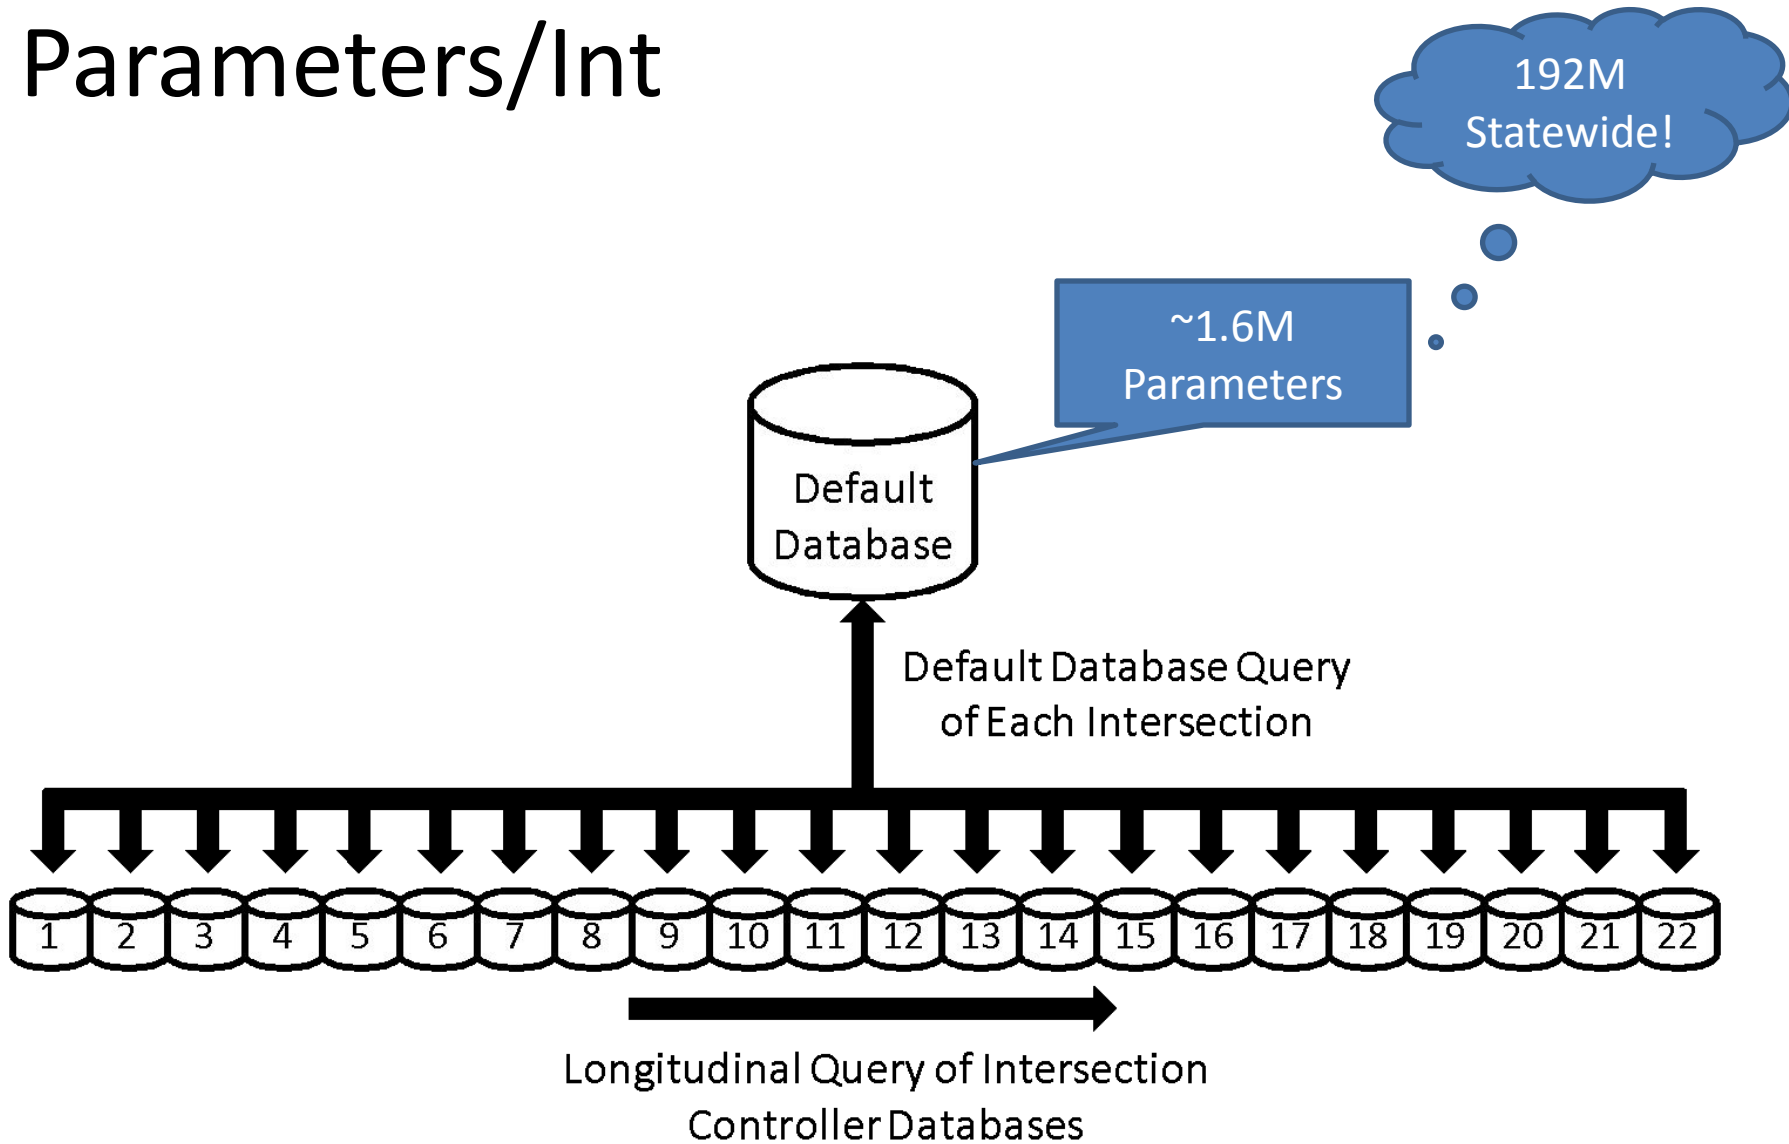 Parameters/Int
192M
Statewide!
~1.6M
Parameters
Default
Database
Default Database Query
of Each Intersection
1 2 3 4 5 6 7 8 9 10 11 12 13 14 15 16 17 18 19 20 21 22
Longitudinal Query of Intersection
Controller Databases